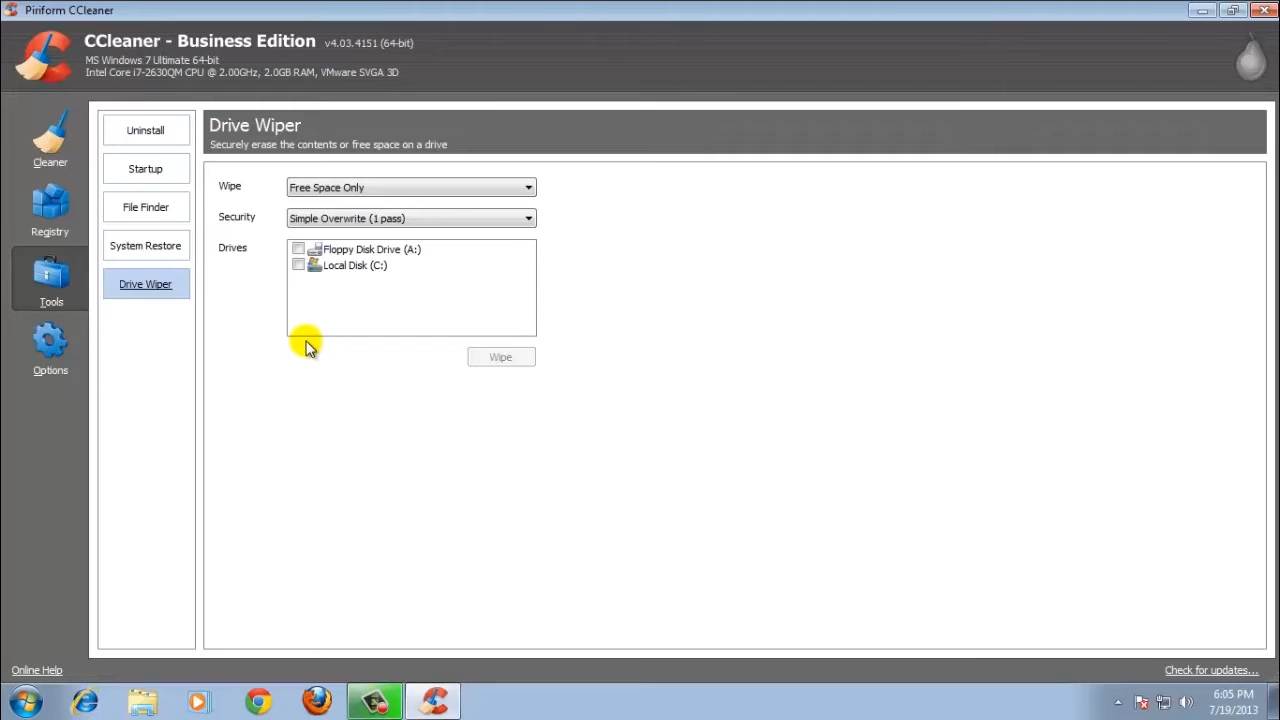 Piriform CCleaner
CCleaner - Business Edition v4.03.4151 (64-bit)
MS Windows 7 Ultimate 64-bit
Intel Core i7-2630QM CPU @ 2.00GHz, 2.0GB RAM, VMware SVGA 3D
Cleaner
Registry
Tools
Options
Uninstall
Startup
File Finder
System Restore
Drive Wiper
Drive Wiper
Securely erase the contents or free space on a drive
Wipe Free Space Only
Security Simple Overwrite (1 pass)
Drives Floppy Disk Drive (A:)
Local Disk (C:)
Wipe
Online Help
Check for updates...
6:05 PM
7/19/2013